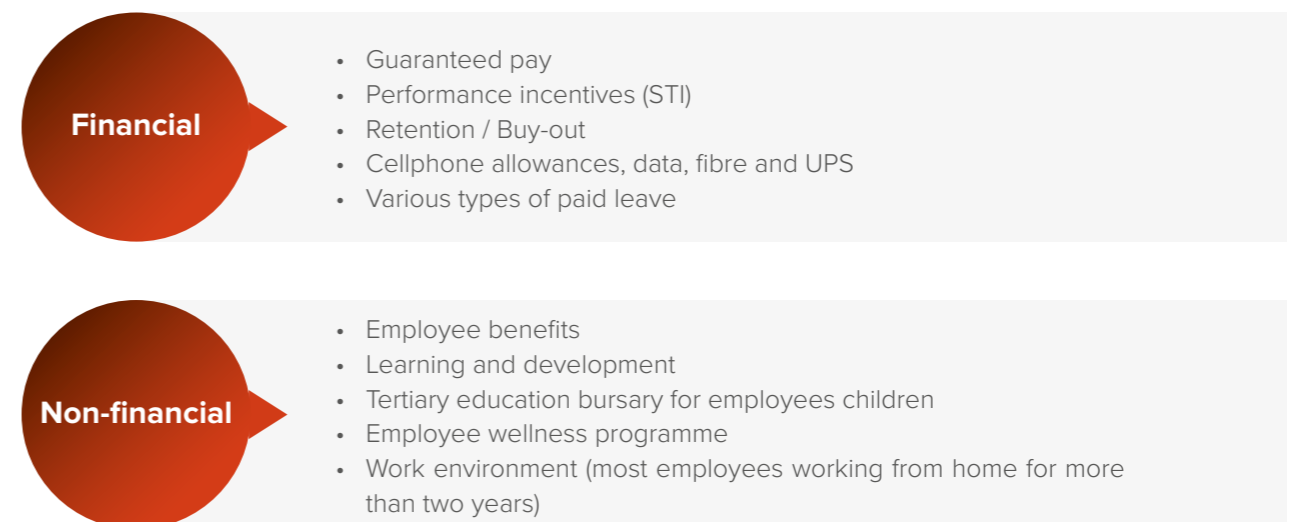 Financial
• Guaranteed pay
• Performance incentives (STI)
• Retention / Buy-out
• Cellphone allowances, data, fibre and UPS
• Various types of paid leave
Non-financial
• Employee benefits
• Learning and development
• Tertiary education bursary for employees children
• Employee wellness programme
• Work environment (most employees working from home for more
than two years)